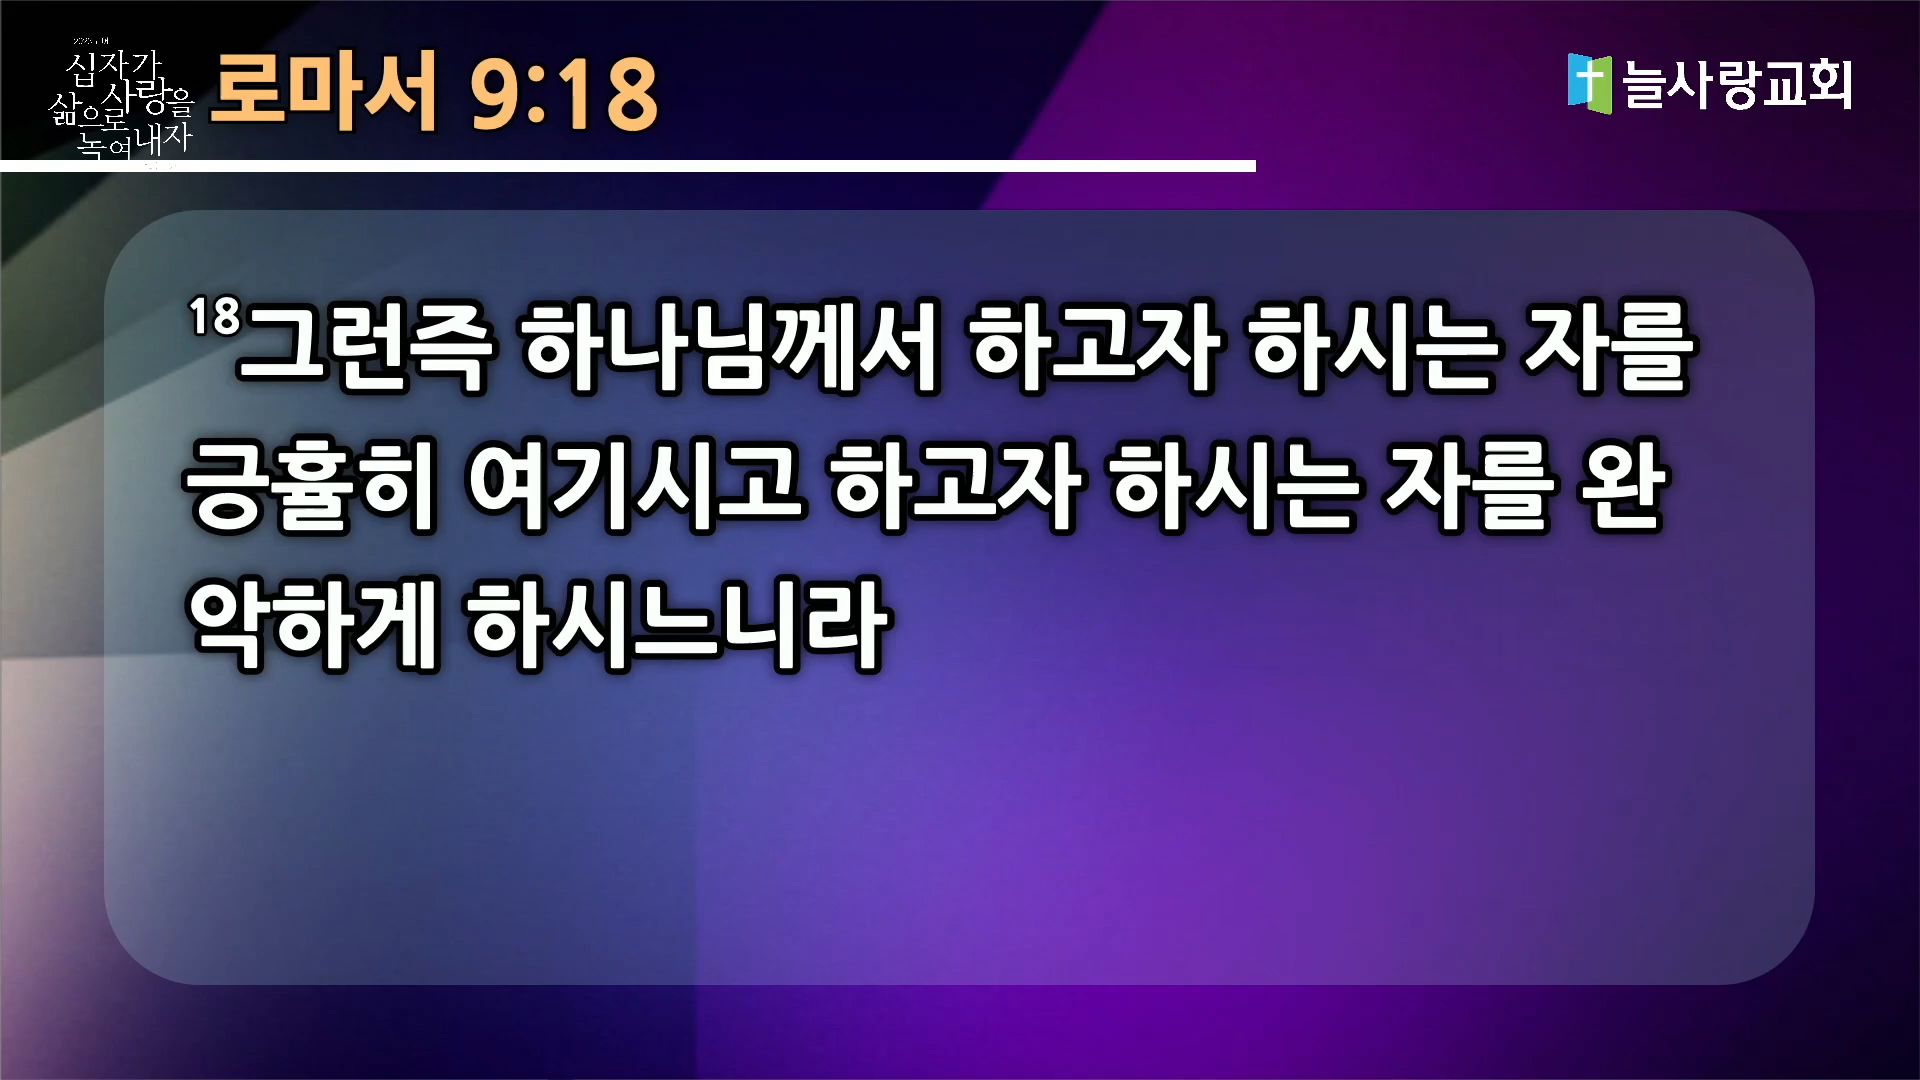 십자가
사랑을
삶으로
녹여내자
로마서 9:18
늘사랑교회
18그런즉 하나님께서 하고자 하시는 자를
긍휼히 여기시고 하고자 하시는 자를 완
악하게 하시느니라